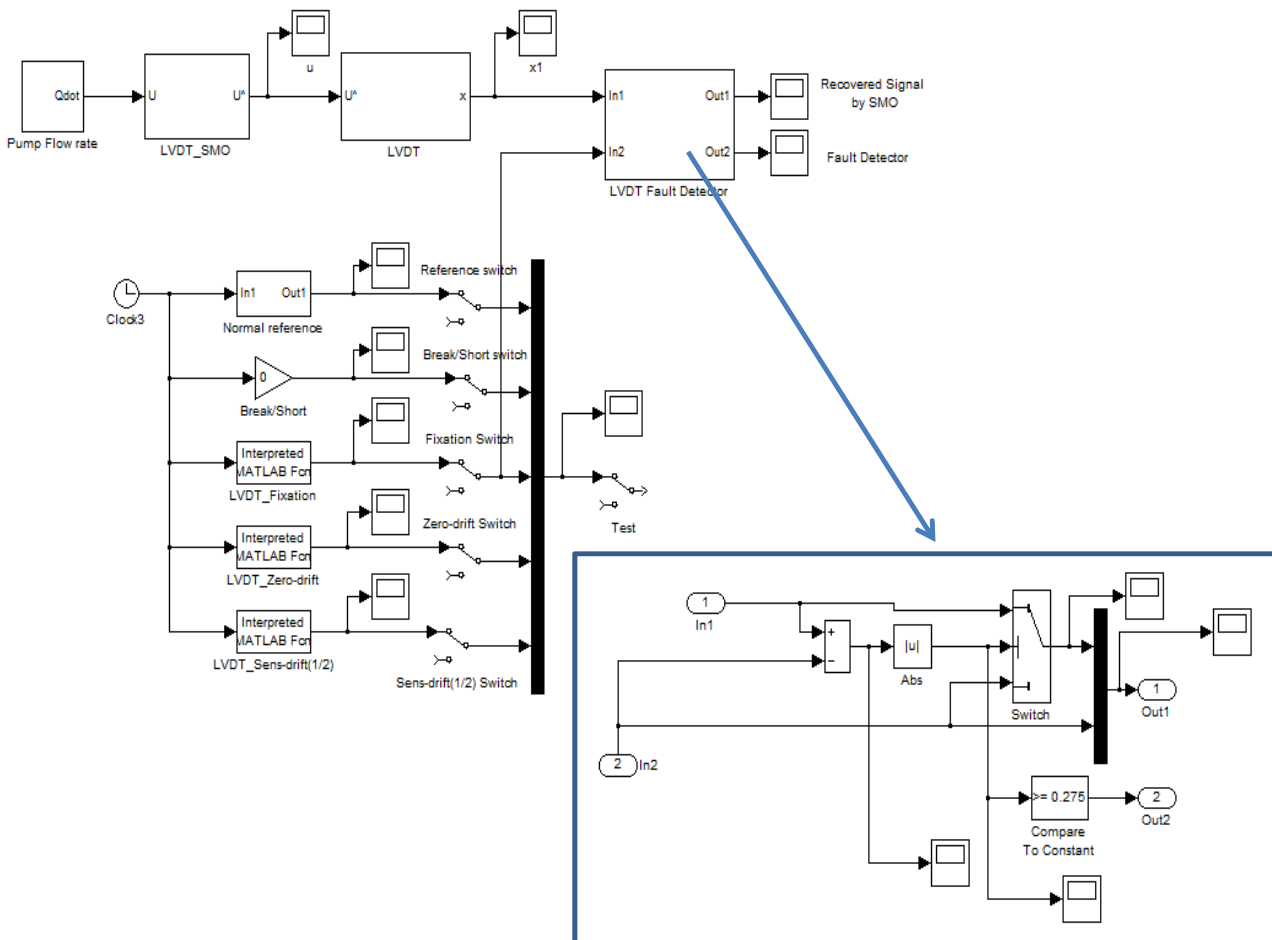 u
x1
Qdot
U
U^
U^
x
In1
Out1
In2
Out2
Recovered Signal
by SMO
Fault Detector
Pump Flow rate
LVDT_SMO
LVDT
LVDT Fault Detector
Clock3
In1
Out1
Normal reference
Reference switch
0
Break/Short
Break/Short switch
Interpreted
MATLAB Fcn
LVDT_Fixation
Fixation Switch
Interpreted
MATLAB Fcn
LVDT_Zero-drift
Zero-drift Switch
Interpreted
MATLAB Fcn
LVDT_Sens-drift(1/2)
Sens-drift(1/2) Switch
Test
1
In1
+
−
|u|
Abs
Switch
1
Out1
2
In2
>= 0.275
Compare
To Constant
2
Out2